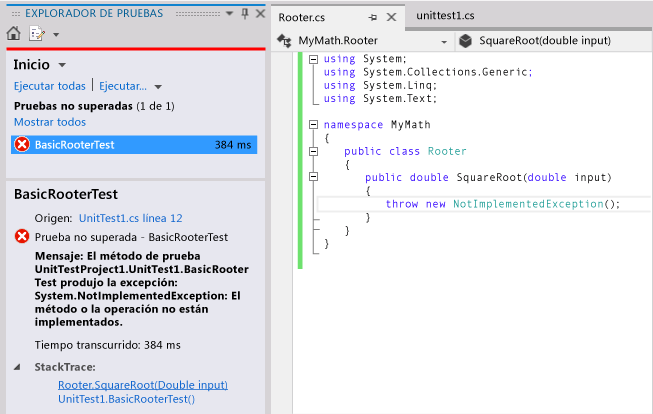 EXPLORADOR DE PRUEBAS
Inicio
Ejecutar todas | Ejecutar...
Pruebas no superadas (1 de 1)
Mostrar todos
BasicRooterTest 384 ms
BasicRooterTest
Origen: UnitTest1.cs línea 12
Prueba no superada - BasicRooterTest
Mensaje: El método de prueba
UnitTestProject1.UnitTest1.BasicRooter
Test produjo la excepción:
System.NotImplementedException: El
método o la operación no están
implementados.
Tiempo transcurrido: 384 ms
StackTrace:
Rooter.SquareRoot(Double input)
UnitTest1.BasicRooterTest()
Rooter.cs
unittest1.cs
MyMath.Rooter
SquareRoot(double input)
using System;
using System.Collections.Generic;
using System.Linq;
using System.Text;
namespace MyMath
{
public class Rooter
{
public double SquareRoot(double input)
{
throw new NotImplementedException();
}
}
}